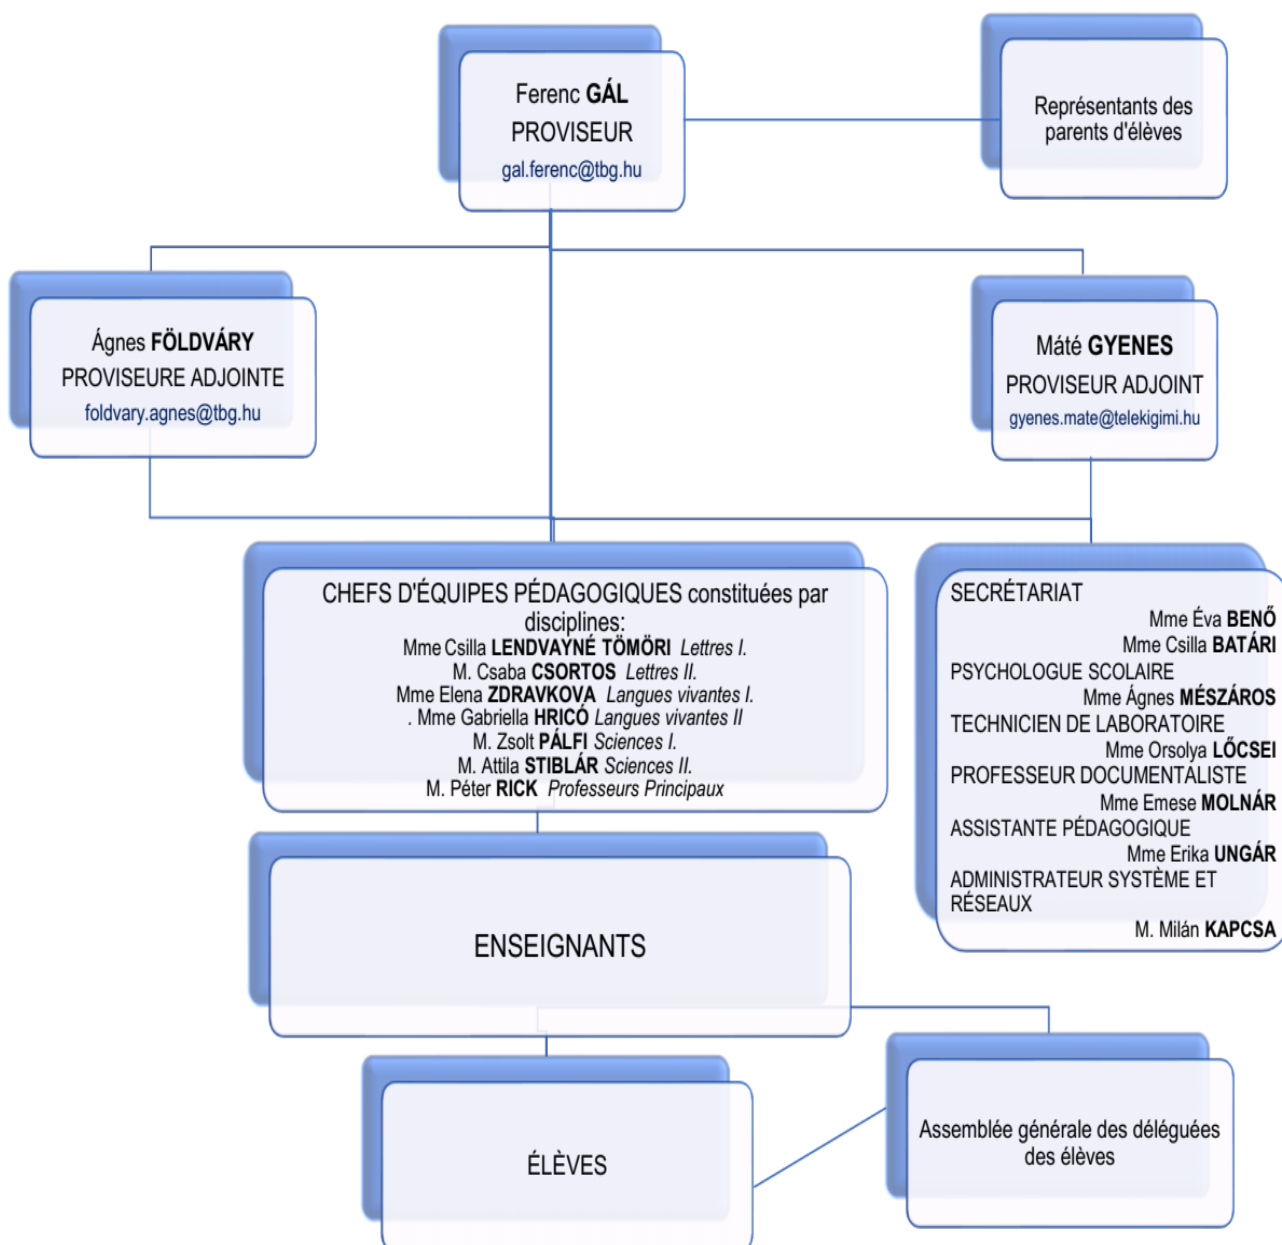 Ferenc GÁL
PROVISEUR
gal.ferenc@tbg.hu
Représentants des
parents d'élèves
Ágnes FÖLDVÁRY
PROVISEURE ADJOINTE
foldvary.agnes@tbg.hu
Máté GYENES
PROVISEUR ADJOINT
gyenes.mate@telekigimi.hu
CHEFS D'ÉQUIPES PÉDAGOGIQUES constituées par
disciplines:
Mme Csilla LENDVAYNÉ TÖMÖRI Lettres I.
M. Csaba CSORTOS Lettres II.
Mme Elena ZDRAVKOVA Langues vivantes I.
. Mme Gabriella HRICÓ Langues vivantes II
M. Zsolt PÁLFI Sciences I.
M. Attila STIBLÁR Sciences II.
M. Péter RICK Professeurs Principaux
SECRÉTARIAT
Mme Éva BENŐ
Mme Csilla BATÁRI
PSYCHOLOGUE SCOLAIRE
Mme Ágnes MÉSZÁROS
TECHNICIEN DE LABORATOIRE
Mme Orsolya LŐCSEI
PROFESSEUR DOCUMENTALISTE
Mme Emese MOLNÁR
ASSISTANTE PÉDAGOGIQUE
Mme Erika UNGÁR
ADMINISTRATEUR SYSTÈME ET
RÉSEAUX
M. Milán KAPCSA
ENSEIGNANTS
ÉLÈVES
Assemblée générale des déléguées
des élèves